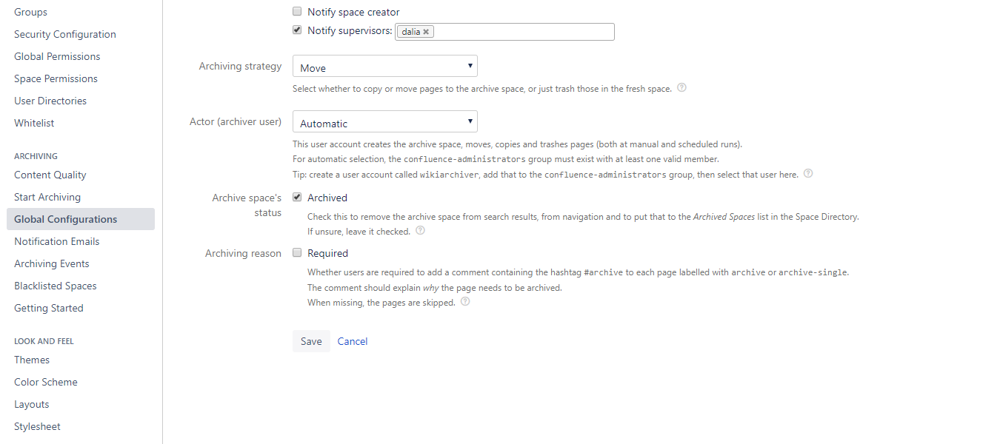 Groups
Security Configuration
Global Permissions
Space Permissions
User Directories
Whitelist
ARCHIVING
Content Quality
Start Archiving
Global Configurations
Notification Emails
Archiving Events
Blacklisted Spaces
Getting Started
LOOK AND FEEL
Themes
Color Scheme
Layouts
Stylesheet
Notify space creator
Notify supervisors: dalia
Archiving strategy Move
Select whether to copy or move pages to the archive space, or just trash those in the fresh space.
Actor (archiver user) Automatic
This user account creates the archive space, moves, copies and trashes pages (both at manual and scheduled runs).
For automatic selection, the confluence-administrators group must exist with at least one valid member.
Tip: create a user account called wikiarchiver, add that to the confluence-administrators group, then select that user here.
Archive space's
status
Archived
Check this to remove the archive space from search results, from navigation and to put that to the Archived Spaces list in the Space Directory.
If unsure, leave it checked.
Archiving reason Required
Whether users are required to add a comment containing the hashtag #archive to each page labelled with archive or archive-single.
The comment should explain why the page needs to be archived.
When missing, the pages are skipped.
Save Cancel